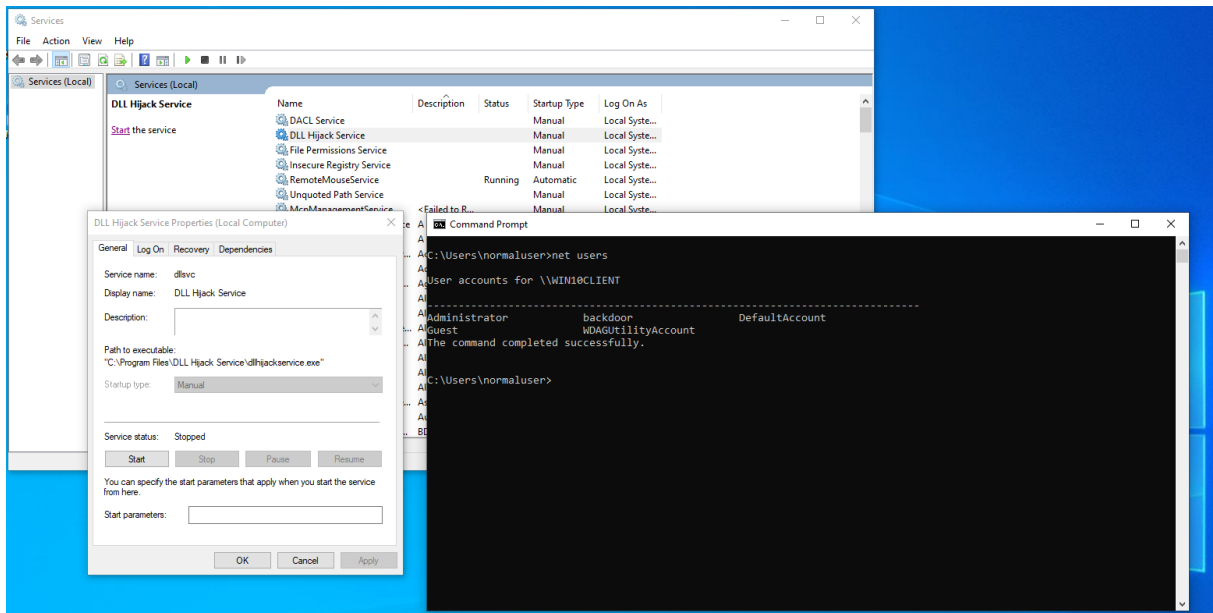 Services
File Action View Help
Services (Local)
Services (Local)
DLL Hijack Service
Start the service
Name Description Status Startup Type Log On As
DACL Service Manual Local Syste...
DLL Hijack Service Manual Local Syste...
File Permissions Service Manual Local Syste...
Insecure Registry Service Manual Local Syste...
RemoteMouseService Running Automatic Local Syste...
Unquoted Path Service Manual Local Syste...
McpManagementService <Failed to R... Manual Local Syste...
DLL Hijack Service Properties (Local Computer)
General Log On Recovery Dependencies
Service name: dllsvc
Display name: DLL Hijack Service
Description:
Path to executable:
"C:\Program Files\DLL Hijack Service\dllhijackservice.exe"
Startup type: Manual
Service status: Stopped
Start Stop Pause Resume
You can specify the start parameters that apply when you start the service
from here.
Start parameters:
OK Cancel Apply
Command Prompt
C:\Users\normaluser>net users
User accounts for \\WIN10CLIENT
-------------------------------------------------------------------------------
Administrator backdoor DefaultAccount
Guest WDAGUtilityAccount
The command completed successfully.
C:\Users\normaluser>